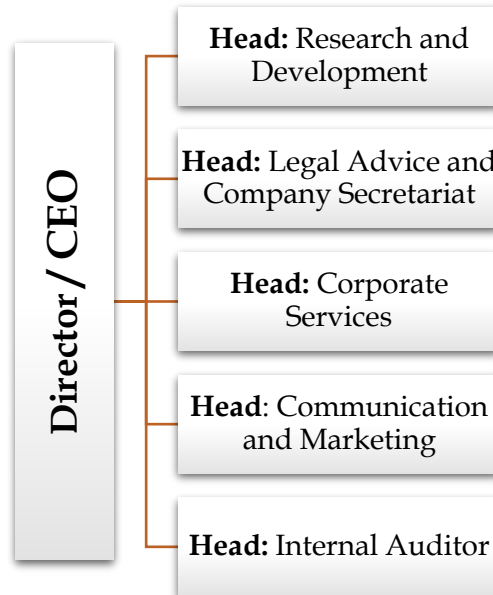 Director / CEO
Head: Research and
Development
Head: Legal Advice and
Company Secretariat
Head: Corporate
Services
Head: Communication
and Marketing
Head: Internal Auditor